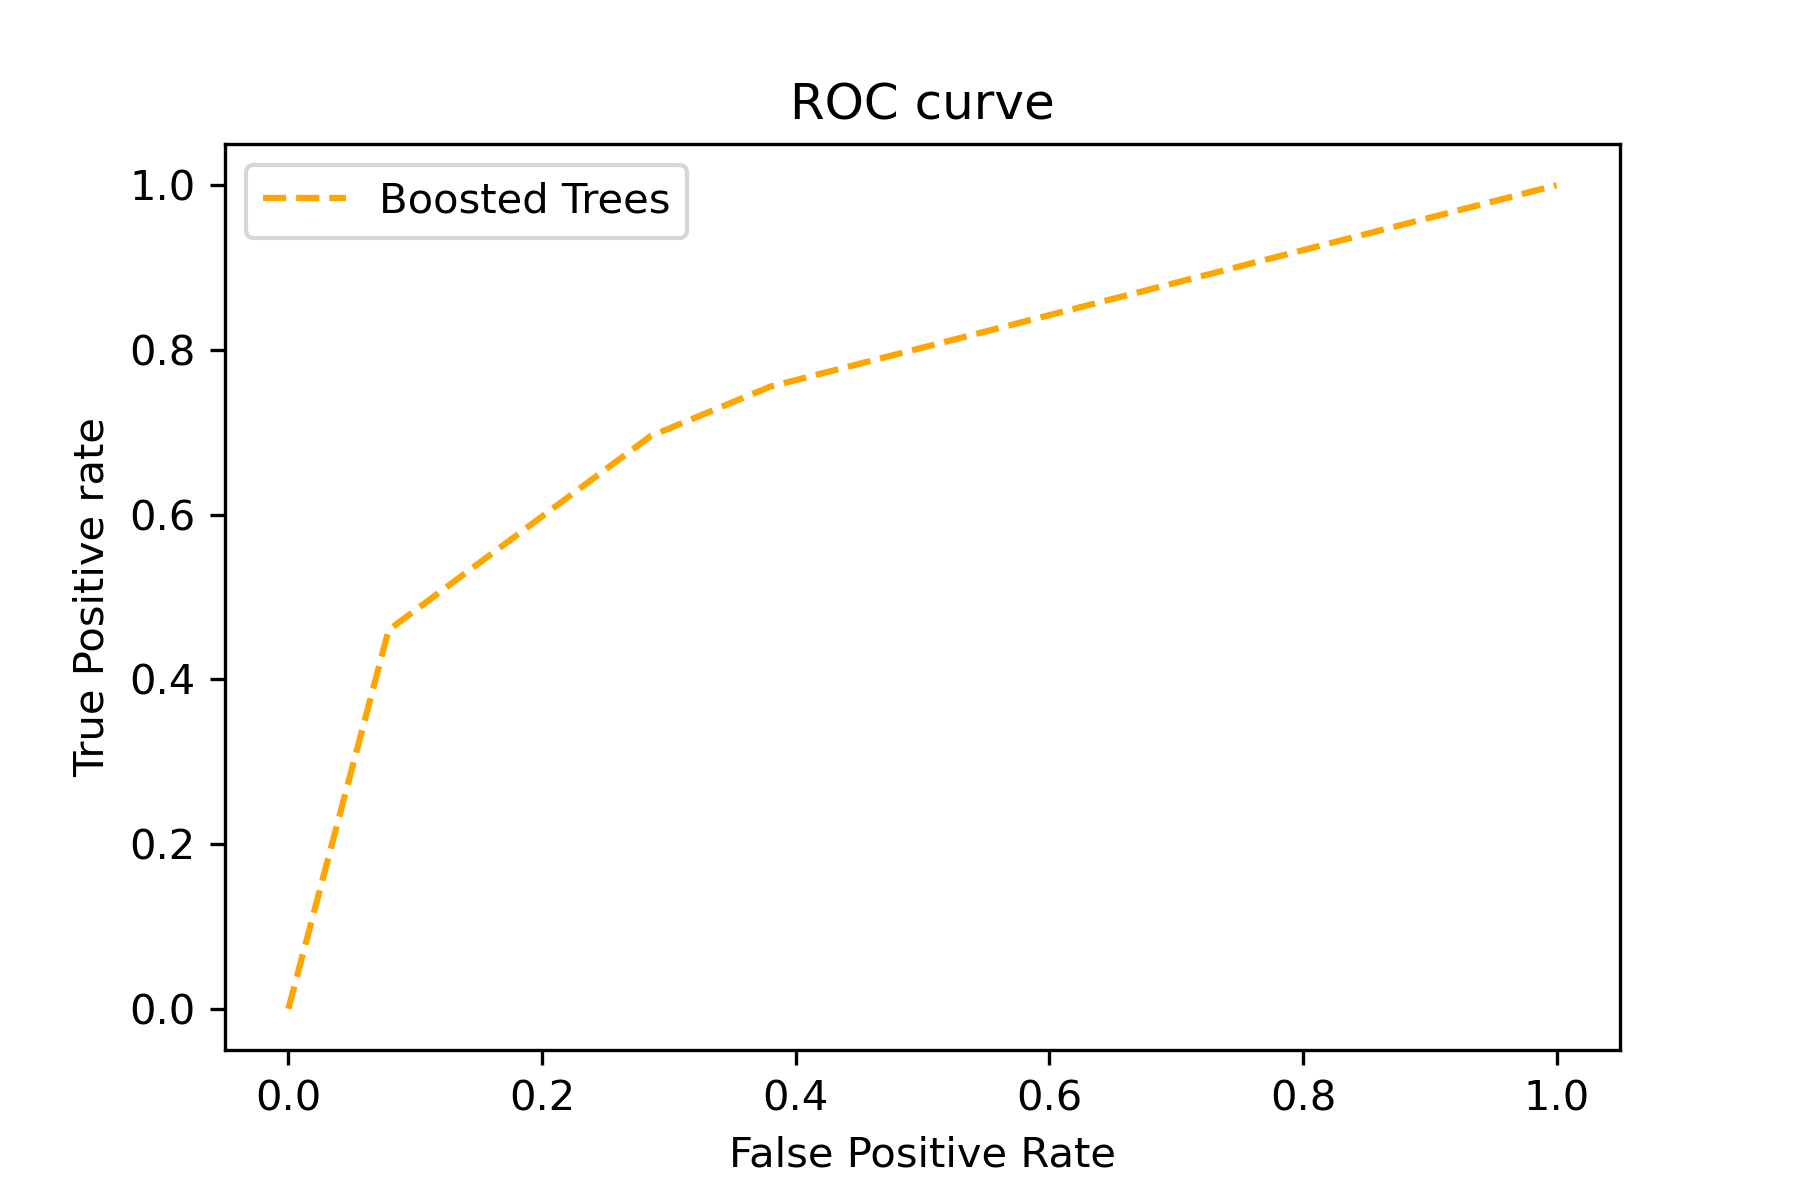 ROC curve
Boosted Trees
True Positive rate
1.0
0.8
0.6
0.4
0.2
0.0
0.0 0.2 0.4 0.6 0.8 1.0
False Positive Rate